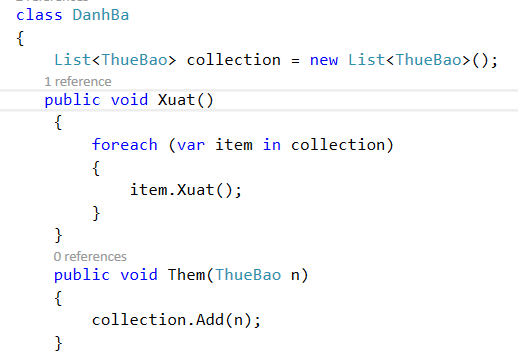 class DanhBa
{
List<ThueBao> collection = new List<ThueBao>();
1 reference
public void Xuat()
{
foreach (var item in collection)
{
item.Xuat();
}
}
0 references
public void Them(ThueBao n)
{
collection.Add(n);
}